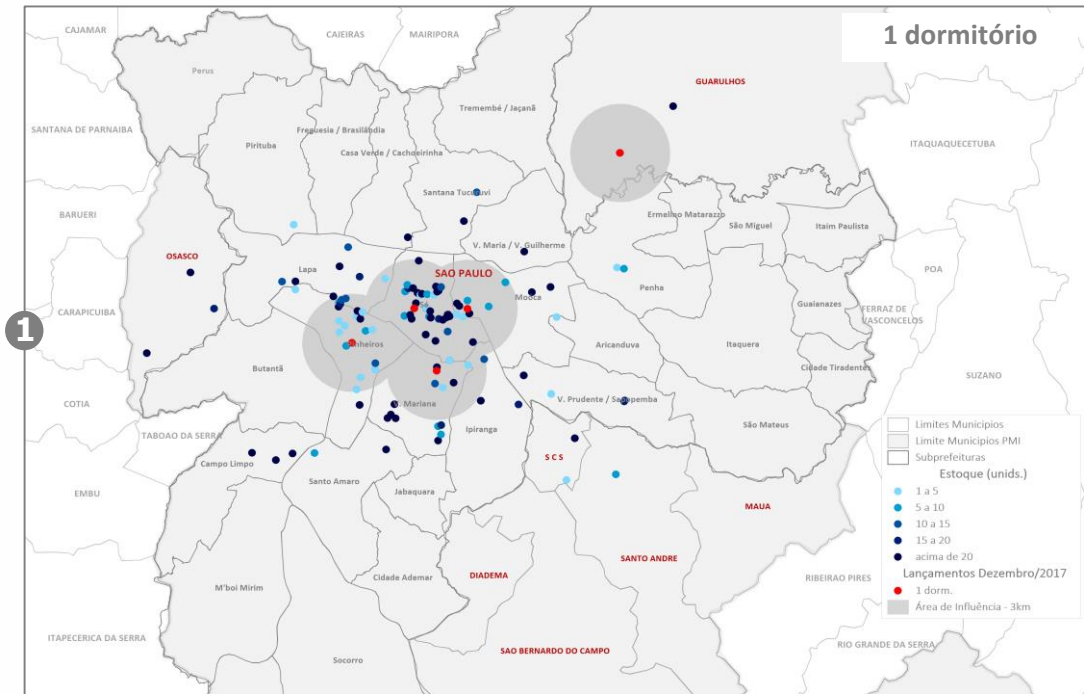 1 dormitório
CAJAMAR
CAIEIRAS
MAIRIPORA
Perus
GUARULHOS
Tremembé / Jaçanã
SANTANA DE PARNAIBA
Freguesia / Brasilândia
Pirituba
Casa Verde / Cachoeirinha
ITAQUAQUECETUBA
Santana Tucuruvi
BARUERI
Ermelino Matarazzo
São Miguel
Itaim Paulista
V. Maria / V. Guilherme
OSASCO
Lapa
SAO PAULO
POA
Penha
Mooca
Sé
Guaianazes
CARAPICUIBA
FERRAZ DE
VASCONCELOS
1
Pinheiros
Aricanduva
Itaquera
Cidade Tiradentes
Butantã
SUZANO
COTIA
V. Mariana
V. Prudente / Sapopemba
Ipiranga
São Mateus
TABOAO DA SERRA
S C S
Campo Limpo
Santo Amaro
Jabaquara
EMBU
MAUA
SANTO ANDRE
M'boi Mirim
Cidade Ademar
DIADEMA
RIBEIRAO PIRES
ITAPECERICA DA SERRA
Socorro
SAO BERNARDO DO CAMPO
RIO GRANDE DA SERRA
Limites Municipios
Limite Municipios PMI
Subprefeituras
Estoque (unids.)
1 a 5
5 a 10
10 a 15
15 a 20
acima de 20
Lançamentos Dezembro/2017
1 dorm.
Área de Influência - 3km